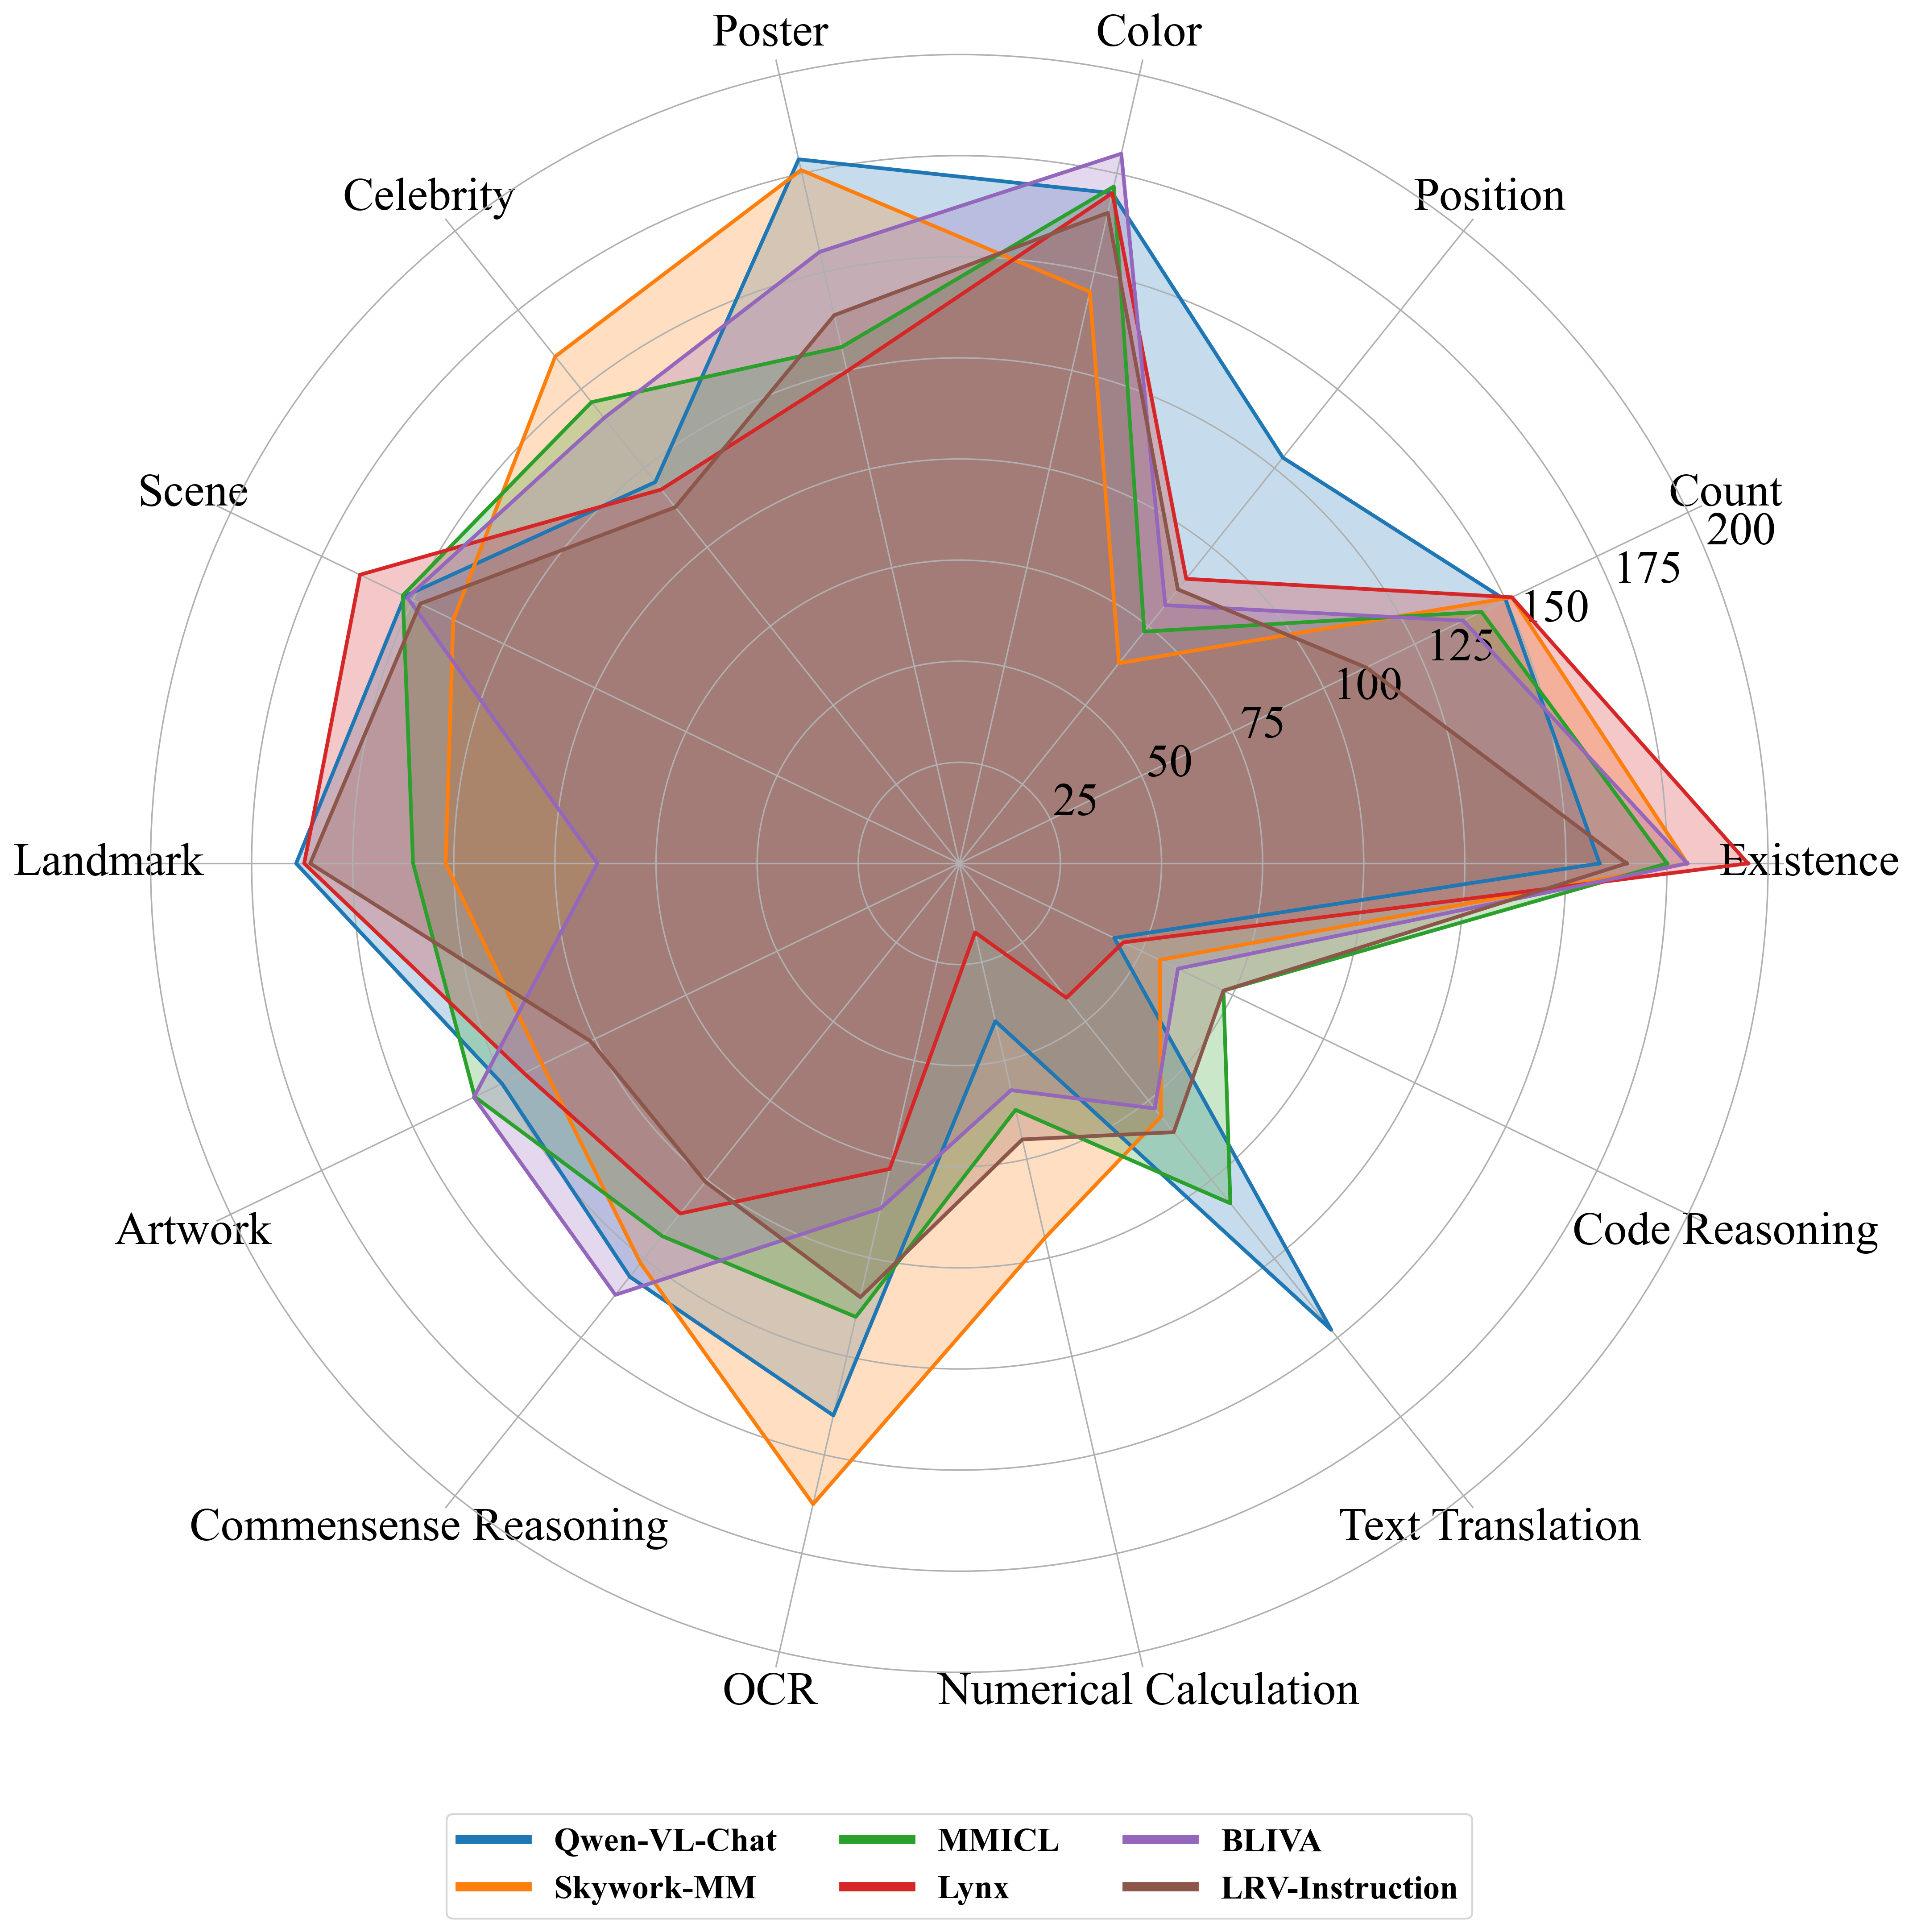 Poster
Color
Celebrity
Position
Scene
Count
200
175
150
125
100
75
50
25
Landmark
Existence
Artwork
Code Reasoning
Commensense Reasoning
Text Translation
OCR
Numerical Calculation
Qwen-VL-Chat
MMICL
BLIVA
Skywork-MM
Lynx
LRV-Instruction